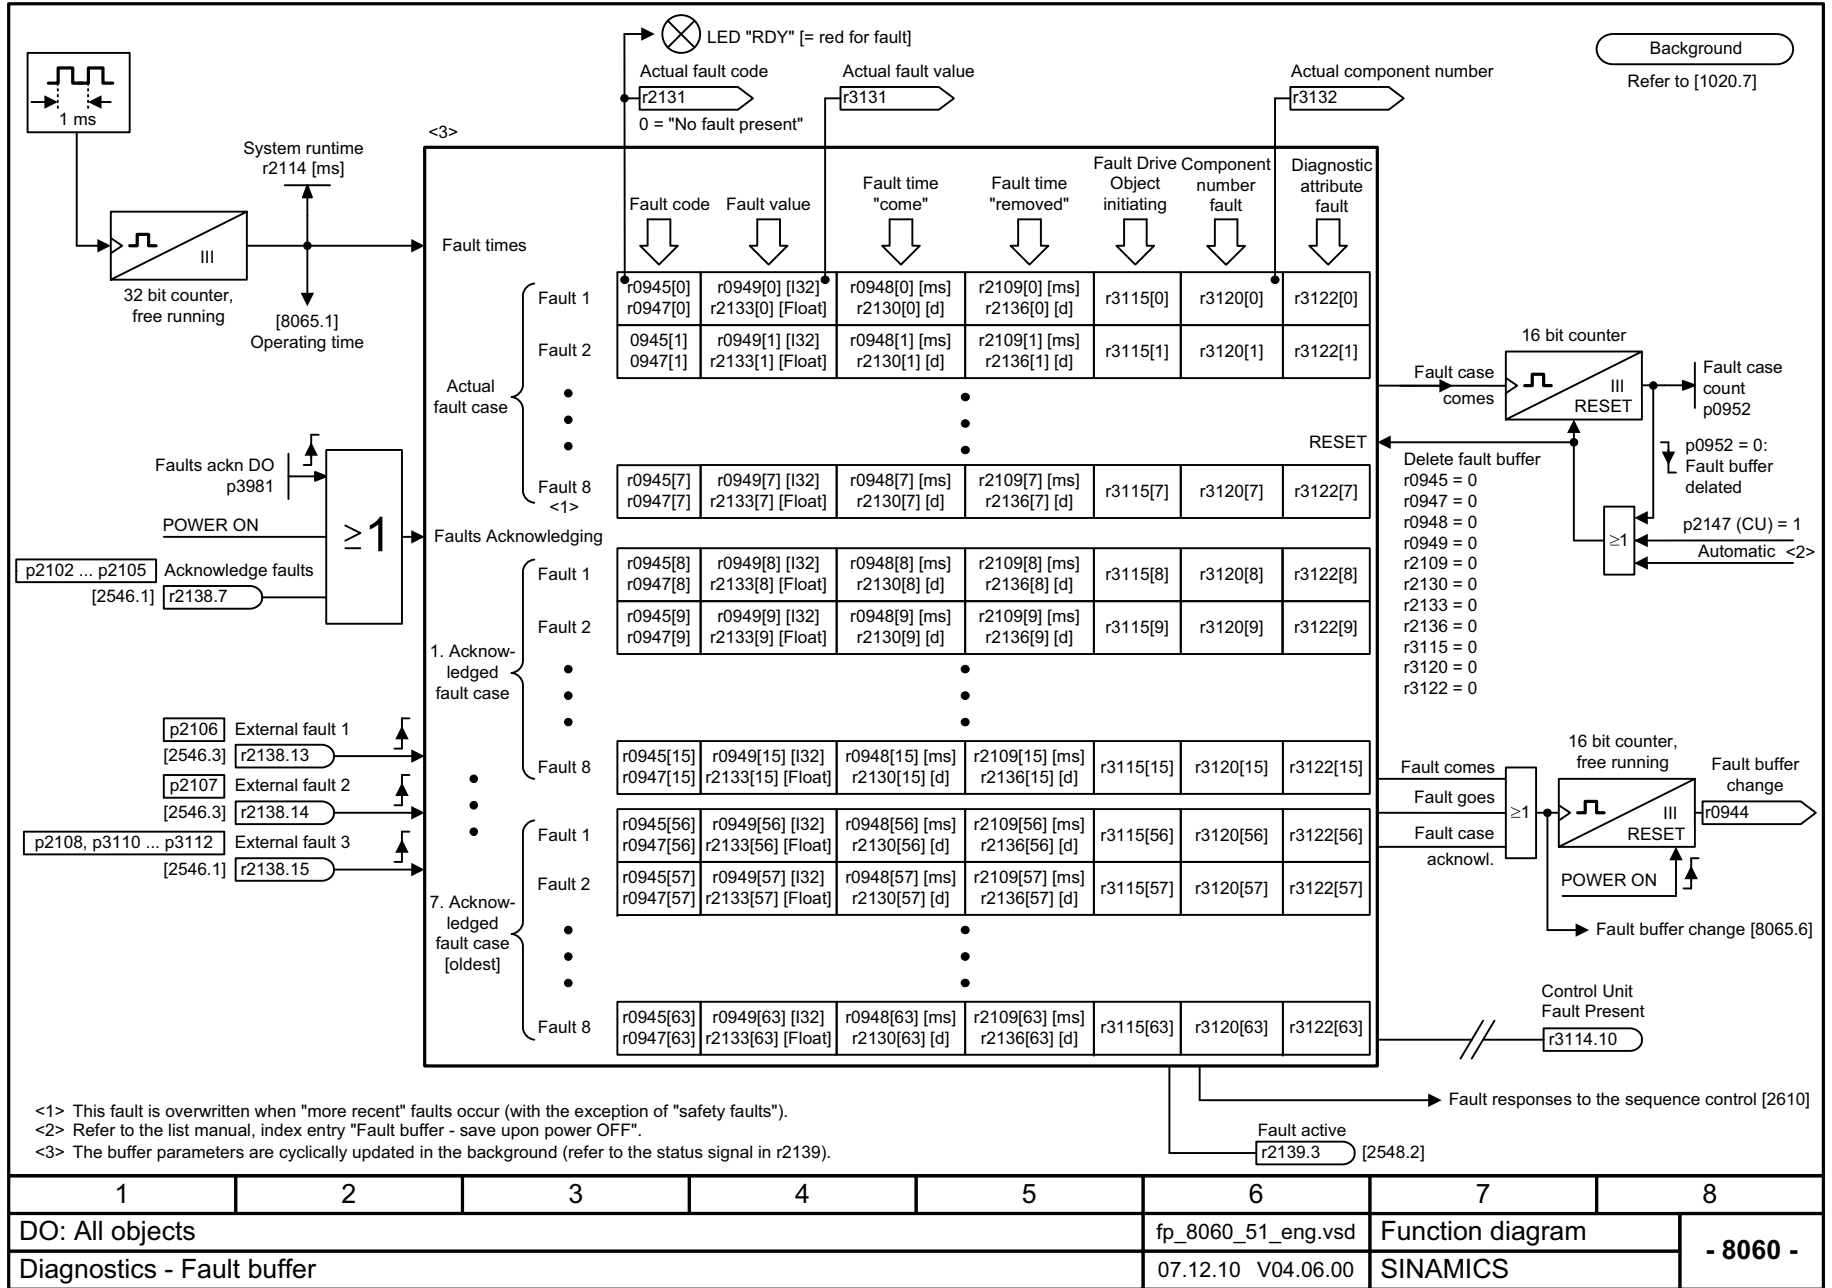 LED "RDY" [= red for fault]
Actual fault code
r2131
0 = "No fault present"
Actual fault value
r3131
Actual component number
r3132
Background
Refer to [1020.7]
1 ms
System runtime
r2114 [ms]
III
32 bit counter,
free running
[8065.1]
Operating time
<3>
Fault times
Fault code
Fault value
Fault time
"come"
Fault time
"removed"
Fault Drive
Object
initiating
Component
number
fault
Diagnostic
attribute
fault
Actual
fault case
Fault 1
r0945[0] r0949[0] [I32] r0948[0] [ms] r2109[0] [ms]
r0947[0] r2133[0] [Float] r2130[0] [d] r2136[0] [d]
r3115[0] r3120[0] r3122[0]
Fault 2
0945[1] r0949[1] [I32] r0948[1] [ms] r2109[1] [ms]
0947[1] r2133[1] [Float] r2130[1] [d] r2136[1] [d]
r3115[1] r3120[1] r3122[1]
Fault 8
<1>
r0945[7] r0949[7] [I32] r0948[7] [ms] r2109[7] [ms]
r0947[7] r2133[7] [Float] r2130[7] [d] r2136[7] [d]
r3115[7] r3120[7] r3122[7]
Faults ackn DO
p3981
POWER ON
≥1
p2102 ... p2105 Acknowledge faults
[2546.1] r2138.7
Faults Acknowledging
1. Acknow-
ledged
fault case
Fault 1
r0945[8] r0949[8] [I32] r0948[8] [ms] r2109[8] [ms]
r0947[8] r2133[8] [Float] r2130[8] [d] r2136[8] [d]
r3115[8] r3120[8] r3122[8]
Fault 2
r0945[9] r0949[9] [I32] r0948[9] [ms] r2109[9] [ms]
r0947[9] r2133[9] [Float] r2130[9] [d] r2136[9] [d]
r3115[9] r3120[9] r3122[9]
Fault 8
r0945[15] r0949[15] [I32] r0948[15] [ms] r2109[15] [ms]
r0947[15] r2133[15] [Float] r2130[15] [d] r2136[15] [d]
r3115[15] r3120[15] r3122[15]
p2106 External fault 1
[2546.3] r2138.13
p2107 External fault 2
[2546.3] r2138.14
p2108, p3110 ... p3112 External fault 3
[2546.1] r2138.15
7. Acknow-
ledged
fault case
[oldest]
Fault 1
r0945[56] r0949[56] [I32] r0948[56] [ms] r2109[56] [ms]
r0947[56] r2133[56] [Float] r2130[56] [d] r2136[56] [d]
r3115[56] r3120[56] r3122[56]
Fault 2
r0945[57] r0949[57] [I32] r0948[57] [ms] r2109[57] [ms]
r0947[57] r2133[57] [Float] r2130[57] [d] r2136[57] [d]
r3115[57] r3120[57] r3122[57]
Fault 8
r0945[63] r0949[63] [I32] r0948[63] [ms] r2109[63] [ms]
r0947[63] r2133[63] [Float] r2130[63] [d] r2136[63] [d]
r3115[63] r3120[63] r3122[63]
16 bit counter
Fault case
comes
III
RESET
Fault case
count
p0952
RESET
p0952 = 0:
Fault buffer
delated
p2147 (CU) = 1
≥1
Automatic <2>
Delete fault buffer
r0945 = 0
r0947 = 0
r0948 = 0
r0949 = 0
r2109 = 0
r2130 = 0
r2133 = 0
r2136 = 0
r3115 = 0
r3120 = 0
r3122 = 0
16 bit counter,
free running
Fault comes
Fault goes
Fault case
acknowl.
≥1
III
RESET
Fault buffer
change
r0944
POWER ON
Fault buffer change [8065.6]
Control Unit
Fault Present
r3114.10
Fault responses to the sequence control [2610]
Fault active
r2139.3 [2548.2]
<1> This fault is overwritten when "more recent" faults occur (with the exception of "safety faults").
<2> Refer to the list manual, index entry "Fault buffer - save upon power OFF".
<3> The buffer parameters are cyclically updated in the background (refer to the status signal in r2139).
1 2 3 4 5 6 7 8
DO: All objects
fp_8060_51_eng.vsd
Function diagram
- 8060 -
Diagnostics - Fault buffer
07.12.10 V04.06.00
SINAMICS